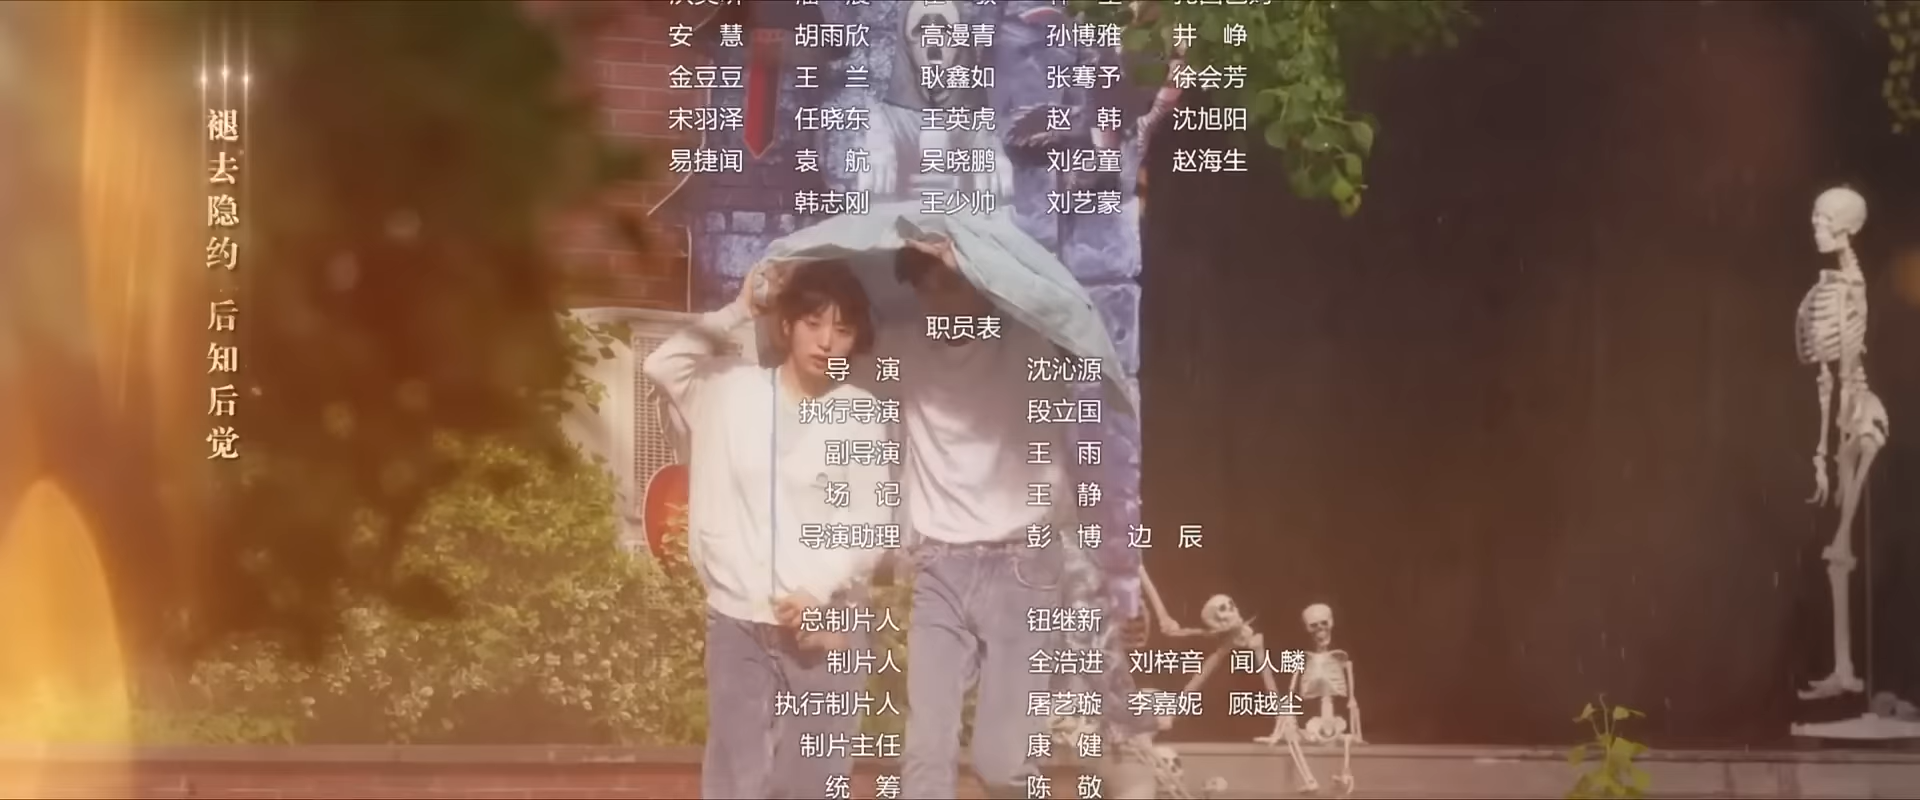 安　慧　胡雨欣　高漫青　孙博雅　井　峥
金豆豆　王　兰　耿鑫如　张骞予　徐会芳
宋羽泽　任晓东　王英虎　赵　韩　沈旭阳
易捷闻　袁　航　吴晓鹏　刘纪童　赵海生
韩志刚　王少帅　刘艺蒙
职员表
导　演　沈沁源
执行导演　段立国
副导演　王　雨
场　记　王　静
导演助理　彭　博　边　辰
总制片人　钮继新
制片人　全浩进　刘梓音　闻人麟
执行制片人　屠艺璇　李嘉妮　顾越尘
制片主任　康　健
统　筹　陈　敬
褪去隐约 后知后觉